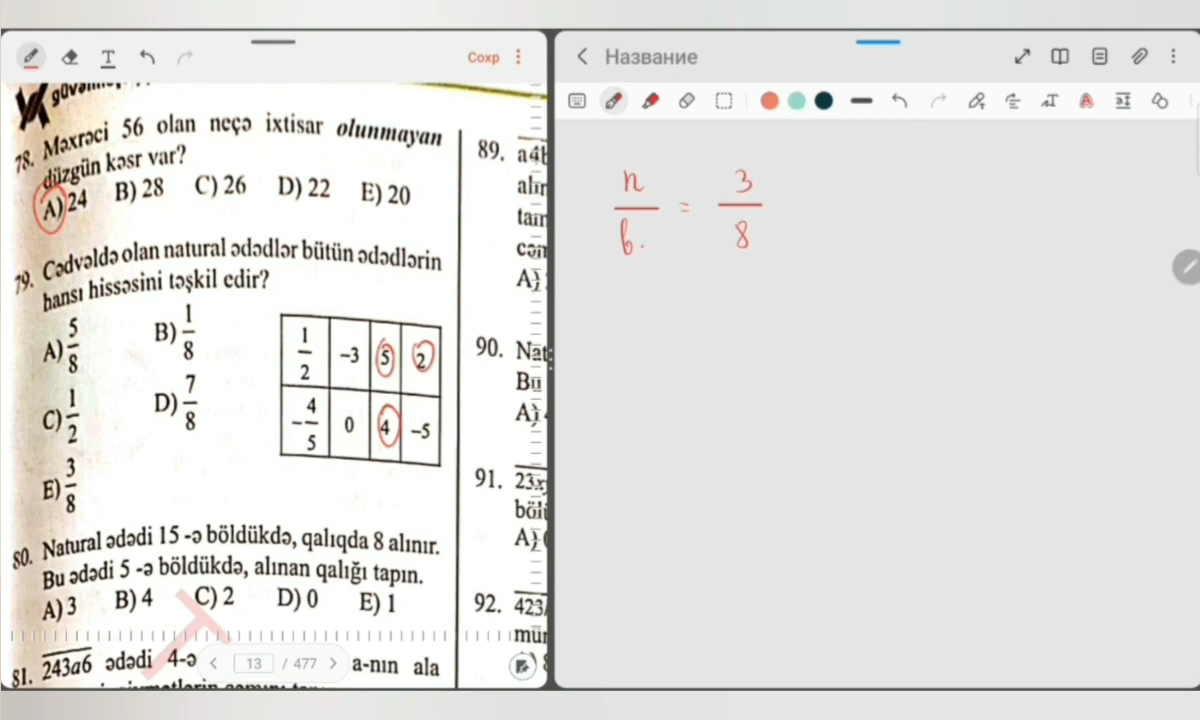 Сохр
78. Məxrəci 56 olan neçə ixtisar olunmayan
düzgün kəsr var?
A) 24 B) 28 C) 26 D) 22 E) 20
79. Cədvəldə olan natural ədədlər bütün ədədlərin
hansı hissəsini təşkil edir?
A) 5/8 B) 1/8
C) 1/2 D) 7/8
E) 3/8
1/2 -3 5 2
-4/5 0 4 -5
80. Natural ədədi 15 -ə böldükdə, qalıqda 8 alınır.
Bu ədədi 5 -ə böldükdə, alınan qalığı tapın.
A) 3 B) 4 C) 2 D) 0 E) 1
81. 243a6 ədədi 4-ə a-nın ala
13 / 477
89.
90.
Bu
91.
92.
Название
n/b. = 3/8